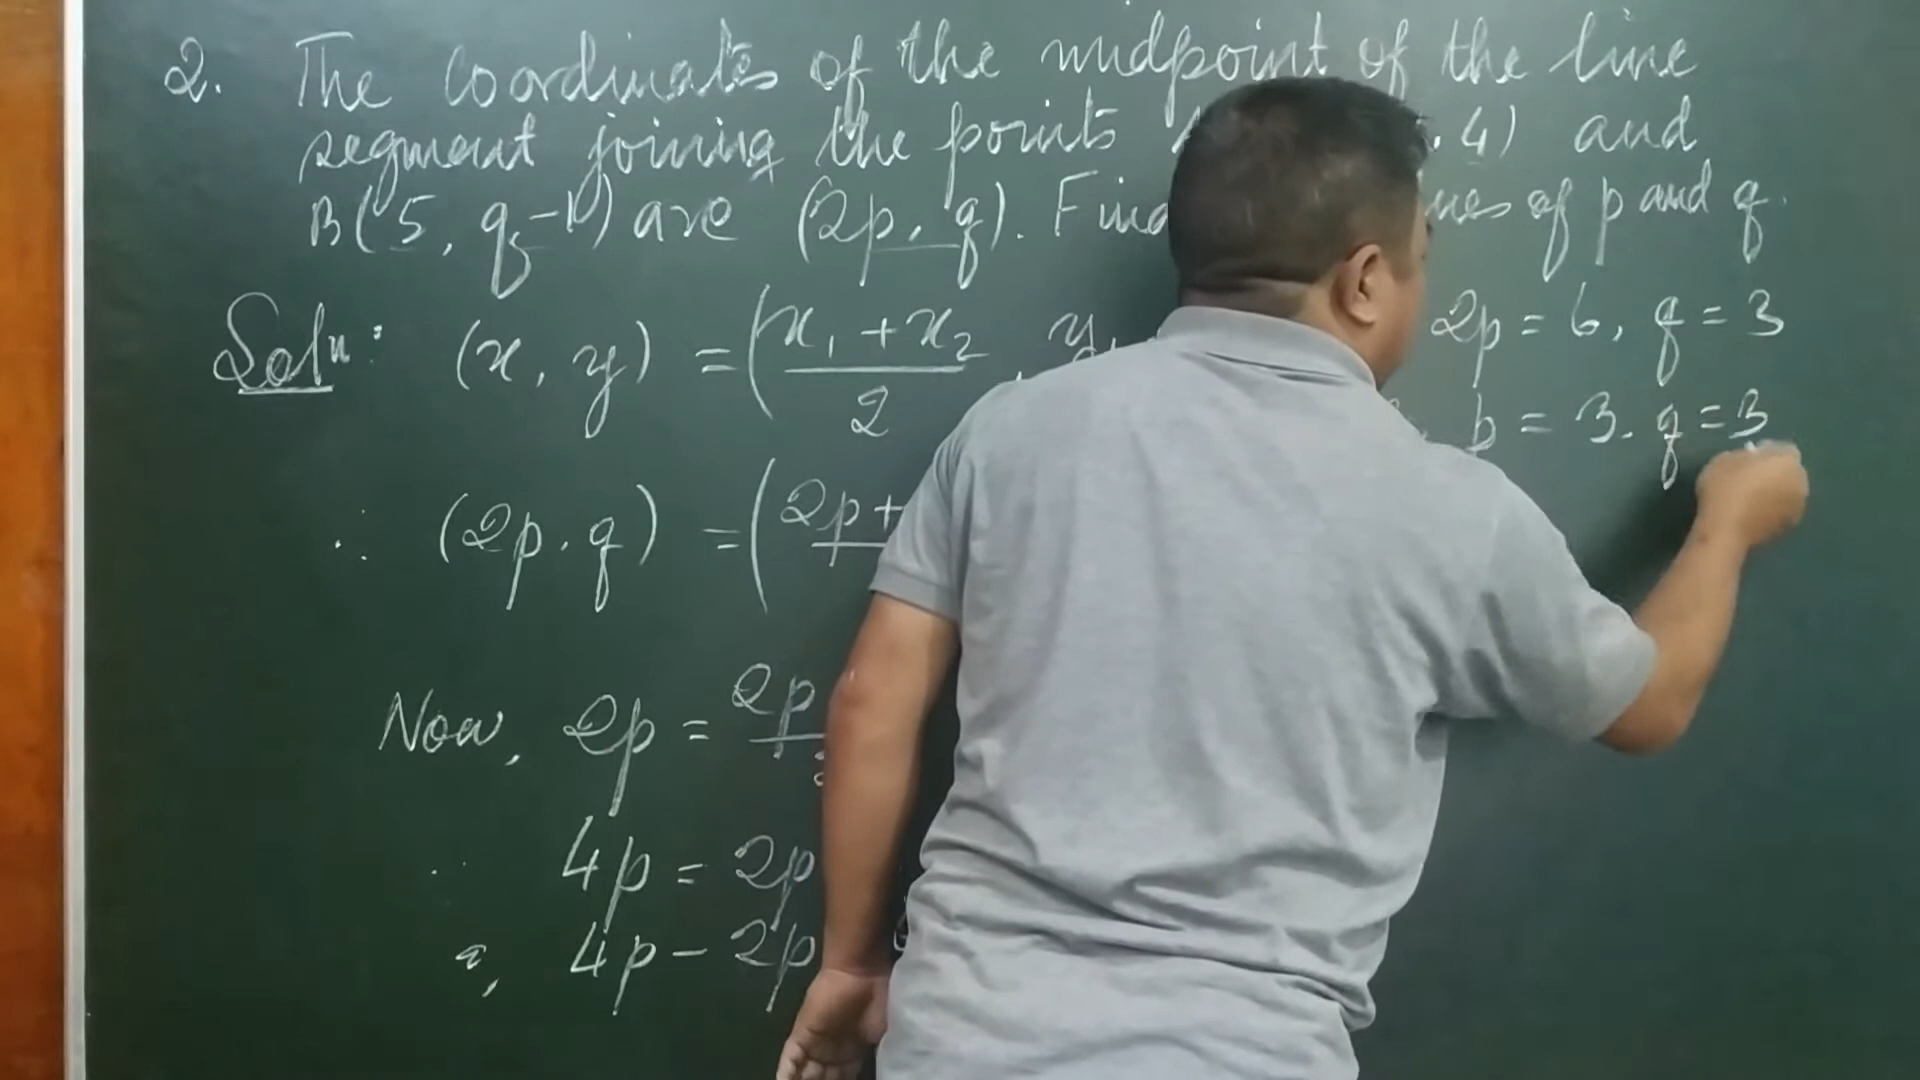 2. The coordinates of the midpoint of the line
segment joining the points , 4) and
B(5, q-1) are (2p, q). Find of p and q.
Soln: (x, y) = (x₁ + x₂ / 2, y₁
2p = 6, q = 3
p = 3. q = 3
∴ (2p, q) = (2p+
Now, 2p = 2p
4p = 2p
4p - 2p